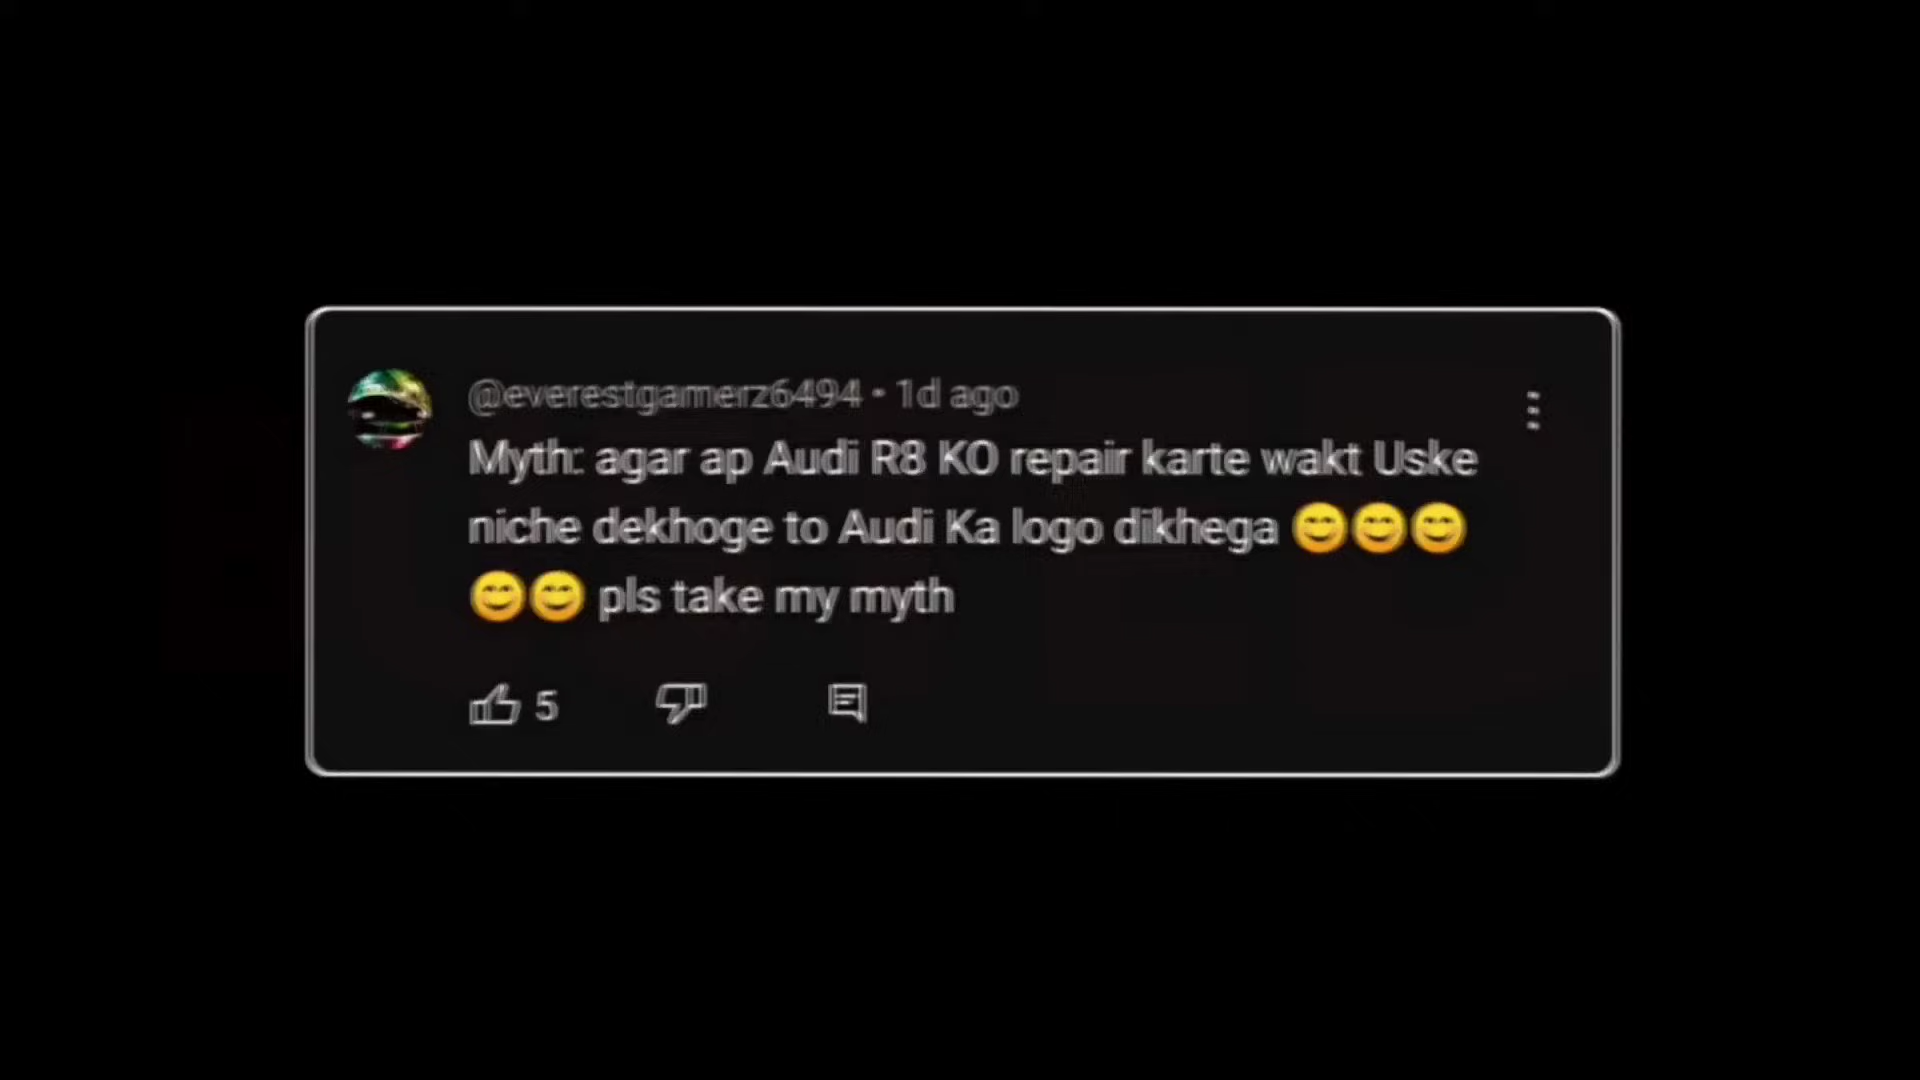 @everestgamerz6494 • 1d ago
Myth: agar ap Audi R8 KO repair karte wakt Uske
niche dekhoge to Audi Ka logo dikhega 😊😊😊
😊😊 pls take my myth
5